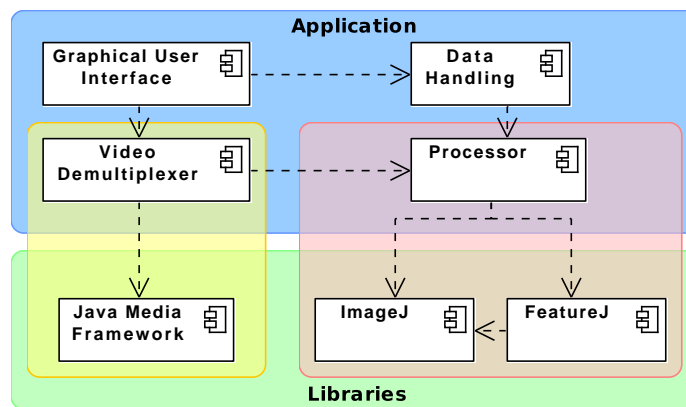 Application
Graphical User
Interface
Data
Handling
Video
Demultiplexer
Processor
Java Media
Framework
ImageJ
FeatureJ
Libraries